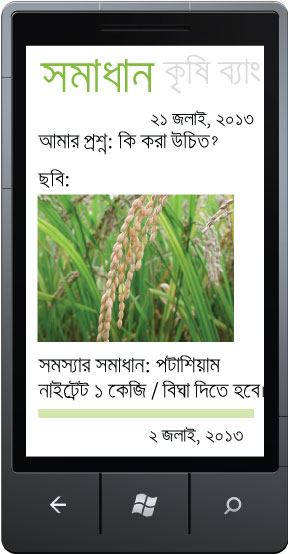 সমাধান কৃষি ব্যাং
২১ জলাই, ২০১৩
আমার প্রশ্ন: কি করা উচিত?
ছবি:
সমস্যার সমাধান: পটাশিয়াম
নাইট্রেট ১ কেজি / বিঘা দিতে হবে।
২ জলাই, ২০১৩